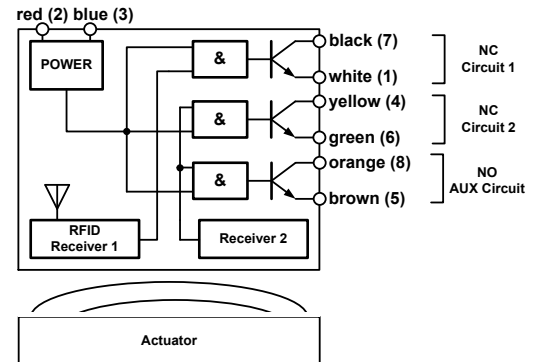 red (2) blue (3)
POWER
&
black (7)
white (1)
NC
Circuit 1
&
yellow (4)
green (6)
NC
Circuit 2
&
orange (8)
brown (5)
NO
AUX Circuit
RFID
Receiver 1
Receiver 2
Actuator